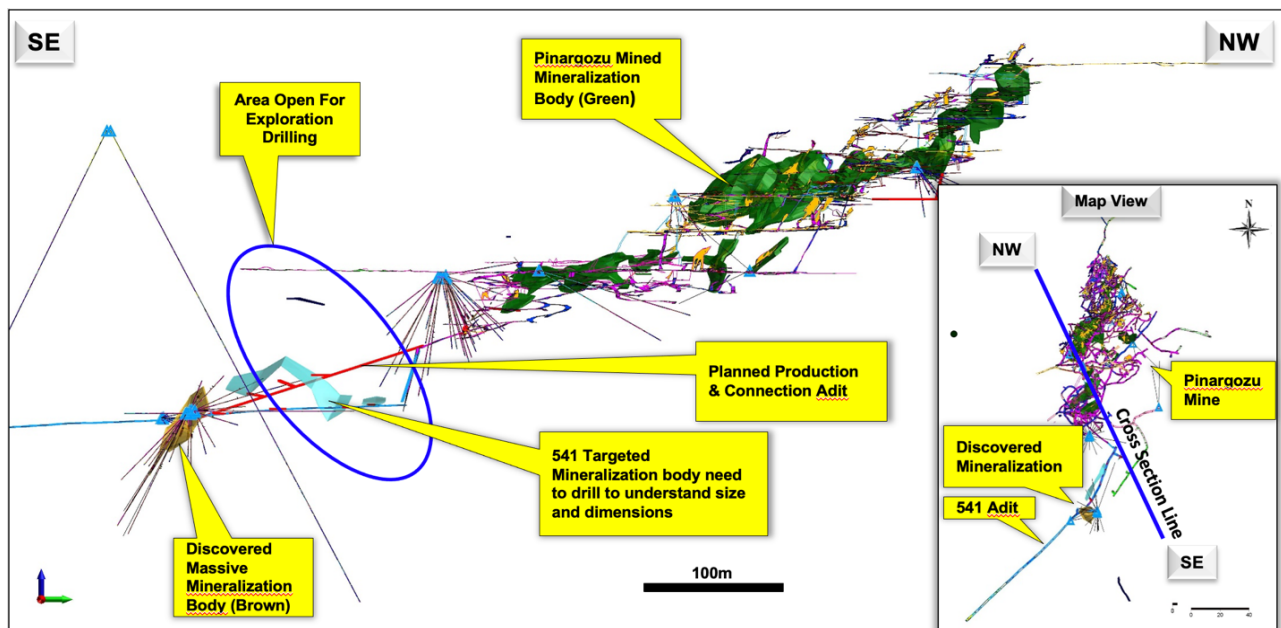 SE
NW
Pinargozu Mined
Mineralization
Body (Green)
Area Open For
Exploration
Drilling
Map View
N
NW
Planned Production
& Connection Adit
Pinargozu
Mine
Cross Section Line
Discovered
Mineralization
541 Adit
541 Targeted
Mineralization body need
to drill to understand size
and dimensions
Discovered
Massive
Mineralization
Body (Brown)
100m
SE
0 20 40